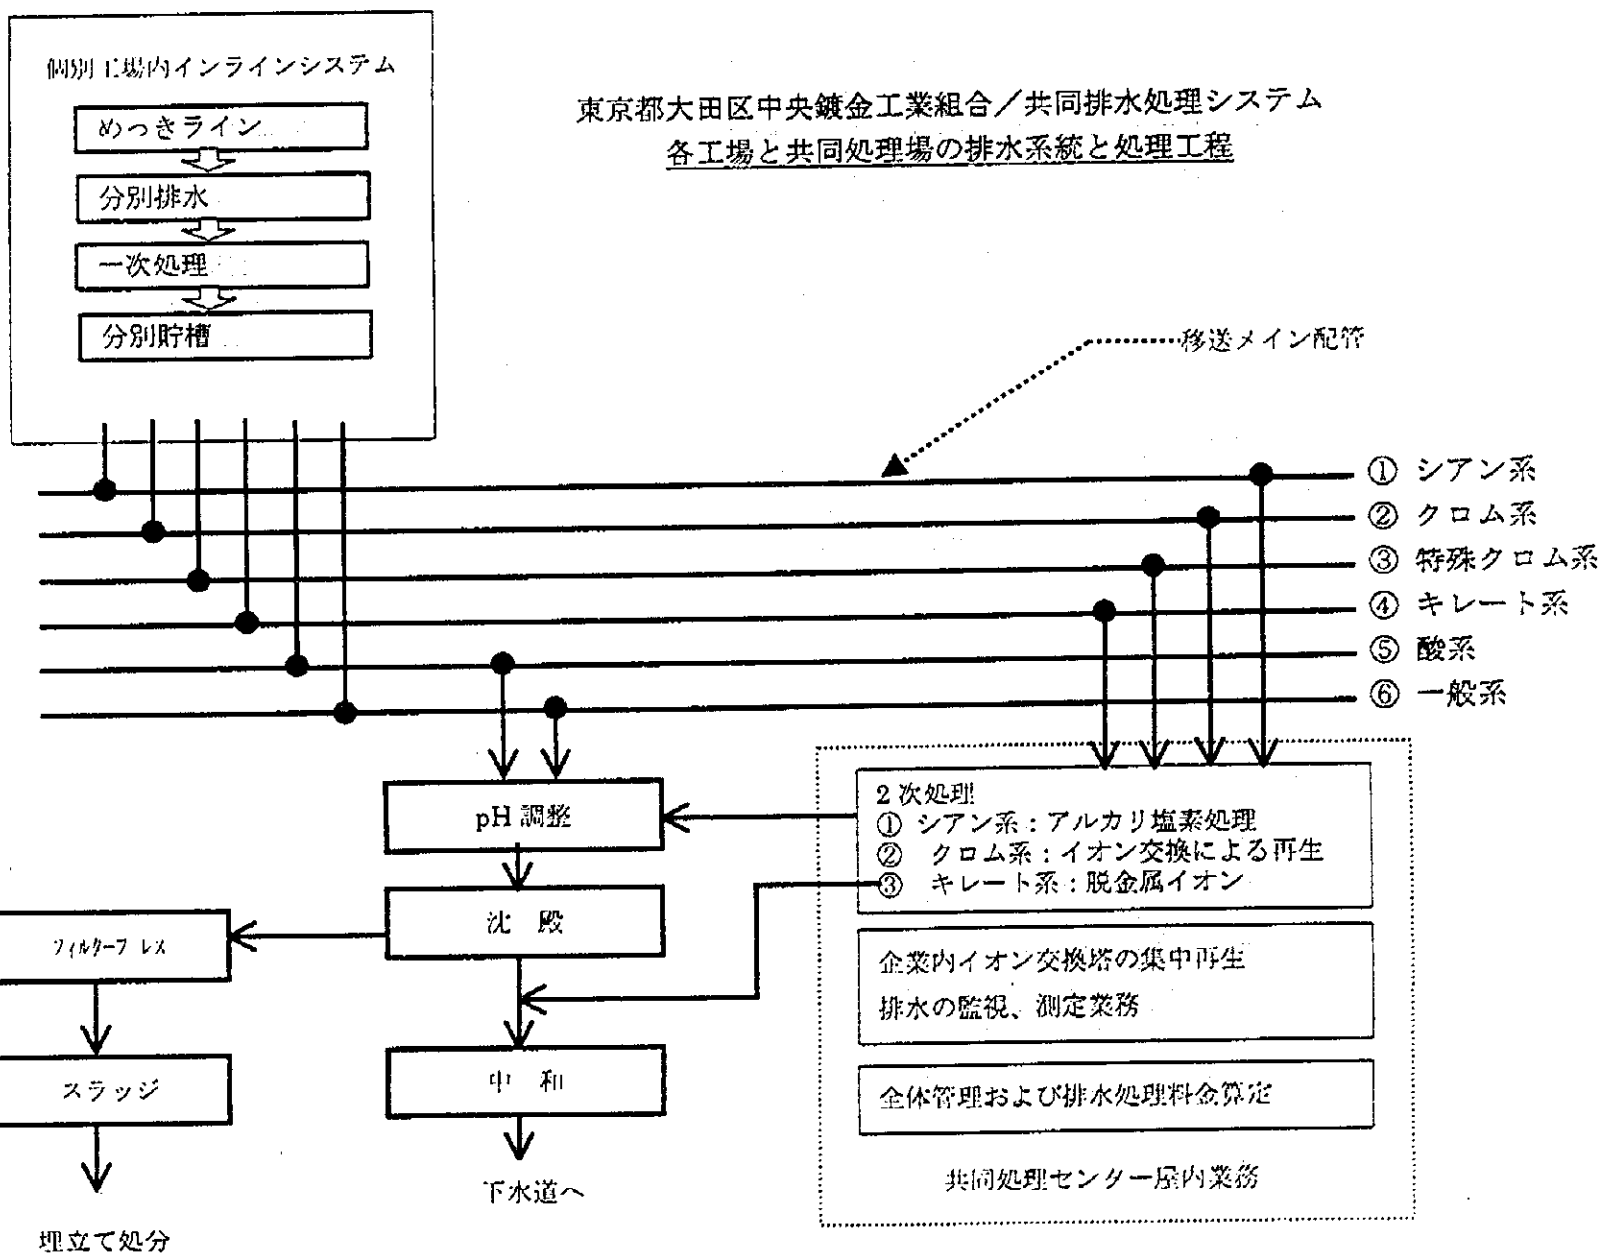 個別工場内インラインシステム
めっきライン
分別排水
一次処理
分別貯槽
東京都大田区中央鍍金工業組合／共同排水処理システム
各工場と共同処理場の排水系統と処理工程
移送メイン配管
① シアン系
② クロム系
③ 特殊クロム系
④ キレート系
⑤ 酸系
⑥ 一般系
pH 調整
沈 殿
中 和
下水道へ
フィルタープレス
スラッジ
埋立て処分
2 次処理
① シアン系：アルカリ塩素処理
② クロム系：イオン交換による再生
③ キレート系：脱金属イオン
企業内イオン交換塔の集中再生
排水の監視、測定業務
全体管理および排水処理料金算定
共同処理センター屋内業務